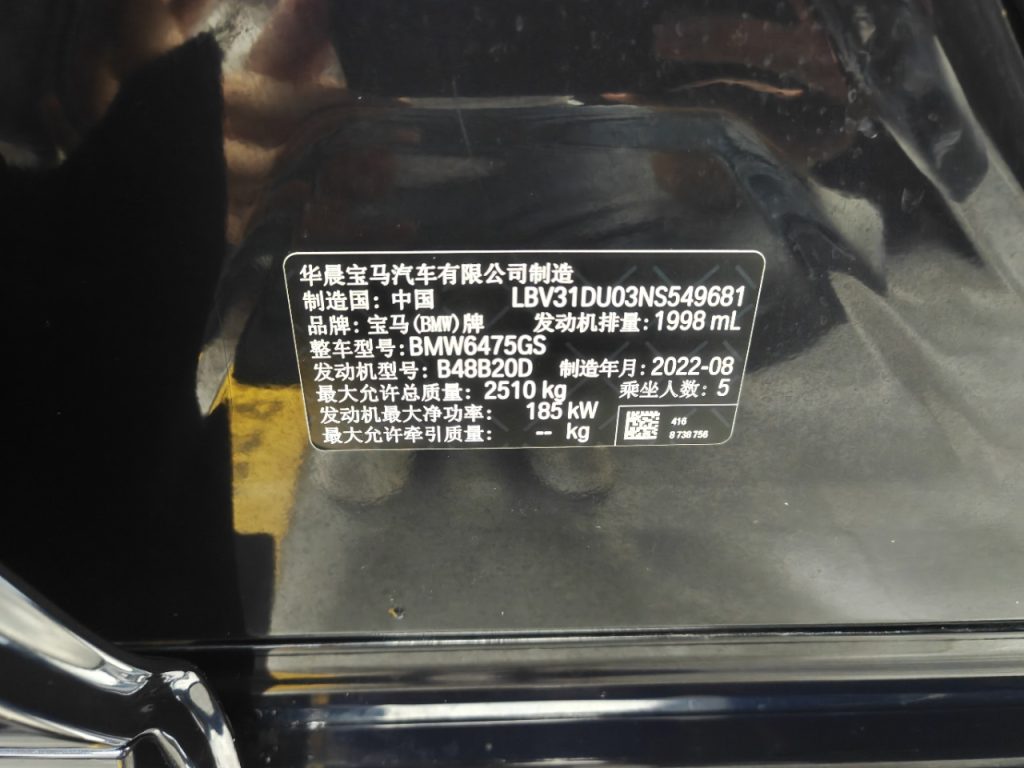 华晨宝马汽车有限公司制造
制造国：中国 LBV31DU03NS549681
品牌：宝马(BMW)牌 发动机排量：1998 mL
整车型号：BMW6475GS
发动机型号：B48B20D 制造年月：2022-08
最大允许总质量：2510 kg 乘坐人数：5
发动机最大净功率： 185 kW
最大允许牵引质量： -- kg
416
8 738 756